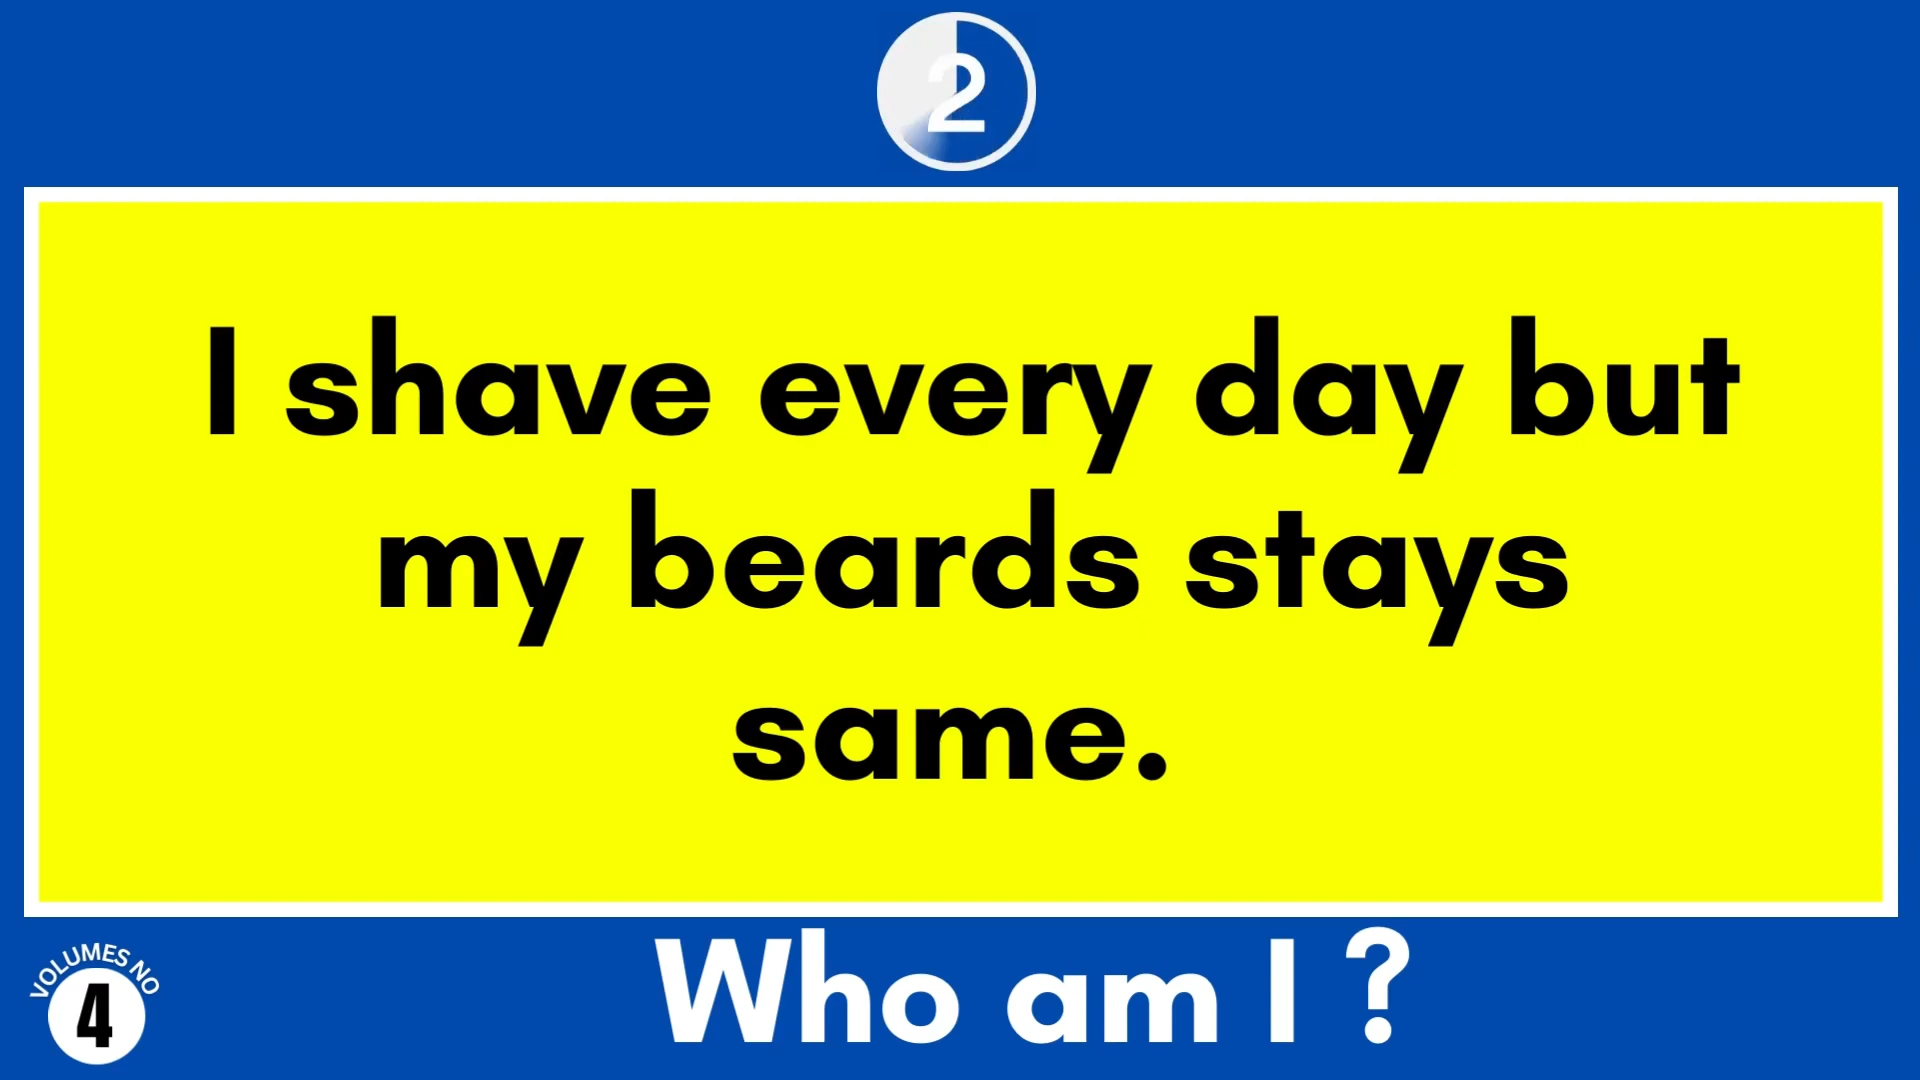 2
I shave every day but
my beards stays
same.
VOLUMES NO
4
Who am I ?